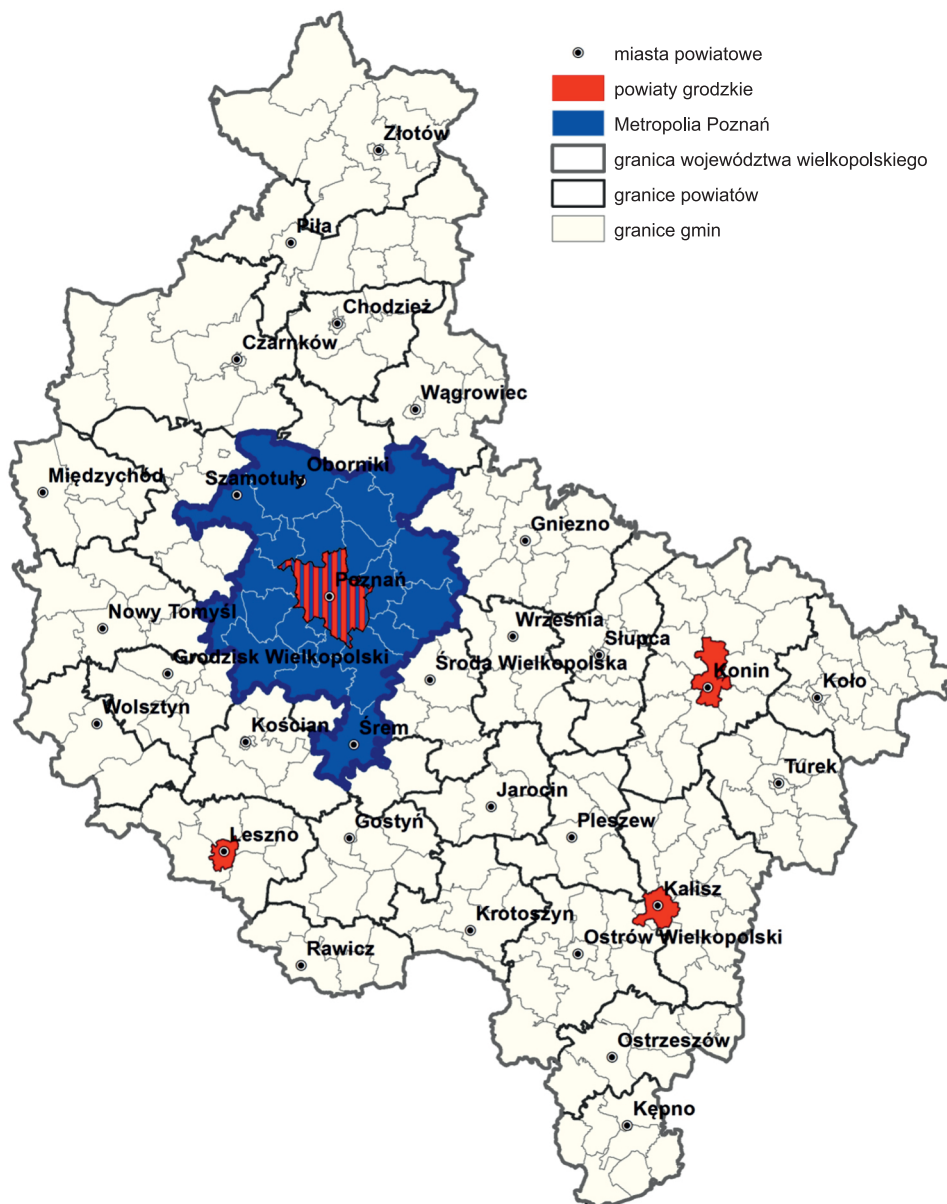 miasta powiatowe
powiaty grodzkie
Metropolia Poznań
granica województwa wielkopolskiego
granice powiatów
granice gmin
Złotów
Piła
Chodzież
Czarnków
Wągrowiec
Oborniki
Międzychód
Szamotuły
Gniezno
Poznań
Nowy Tomyśl
Września
Słupca
Grodzisk Wielkopolski
Środa Wielkopolska
Konin
Koło
Wolsztyn
Kościan
Śrem
Turek
Jarocin
Leszno
Gostyń
Pleszew
Kalisz
Krotoszyn
Ostrów Wielkopolski
Rawicz
Ostrzeszów
Kępno